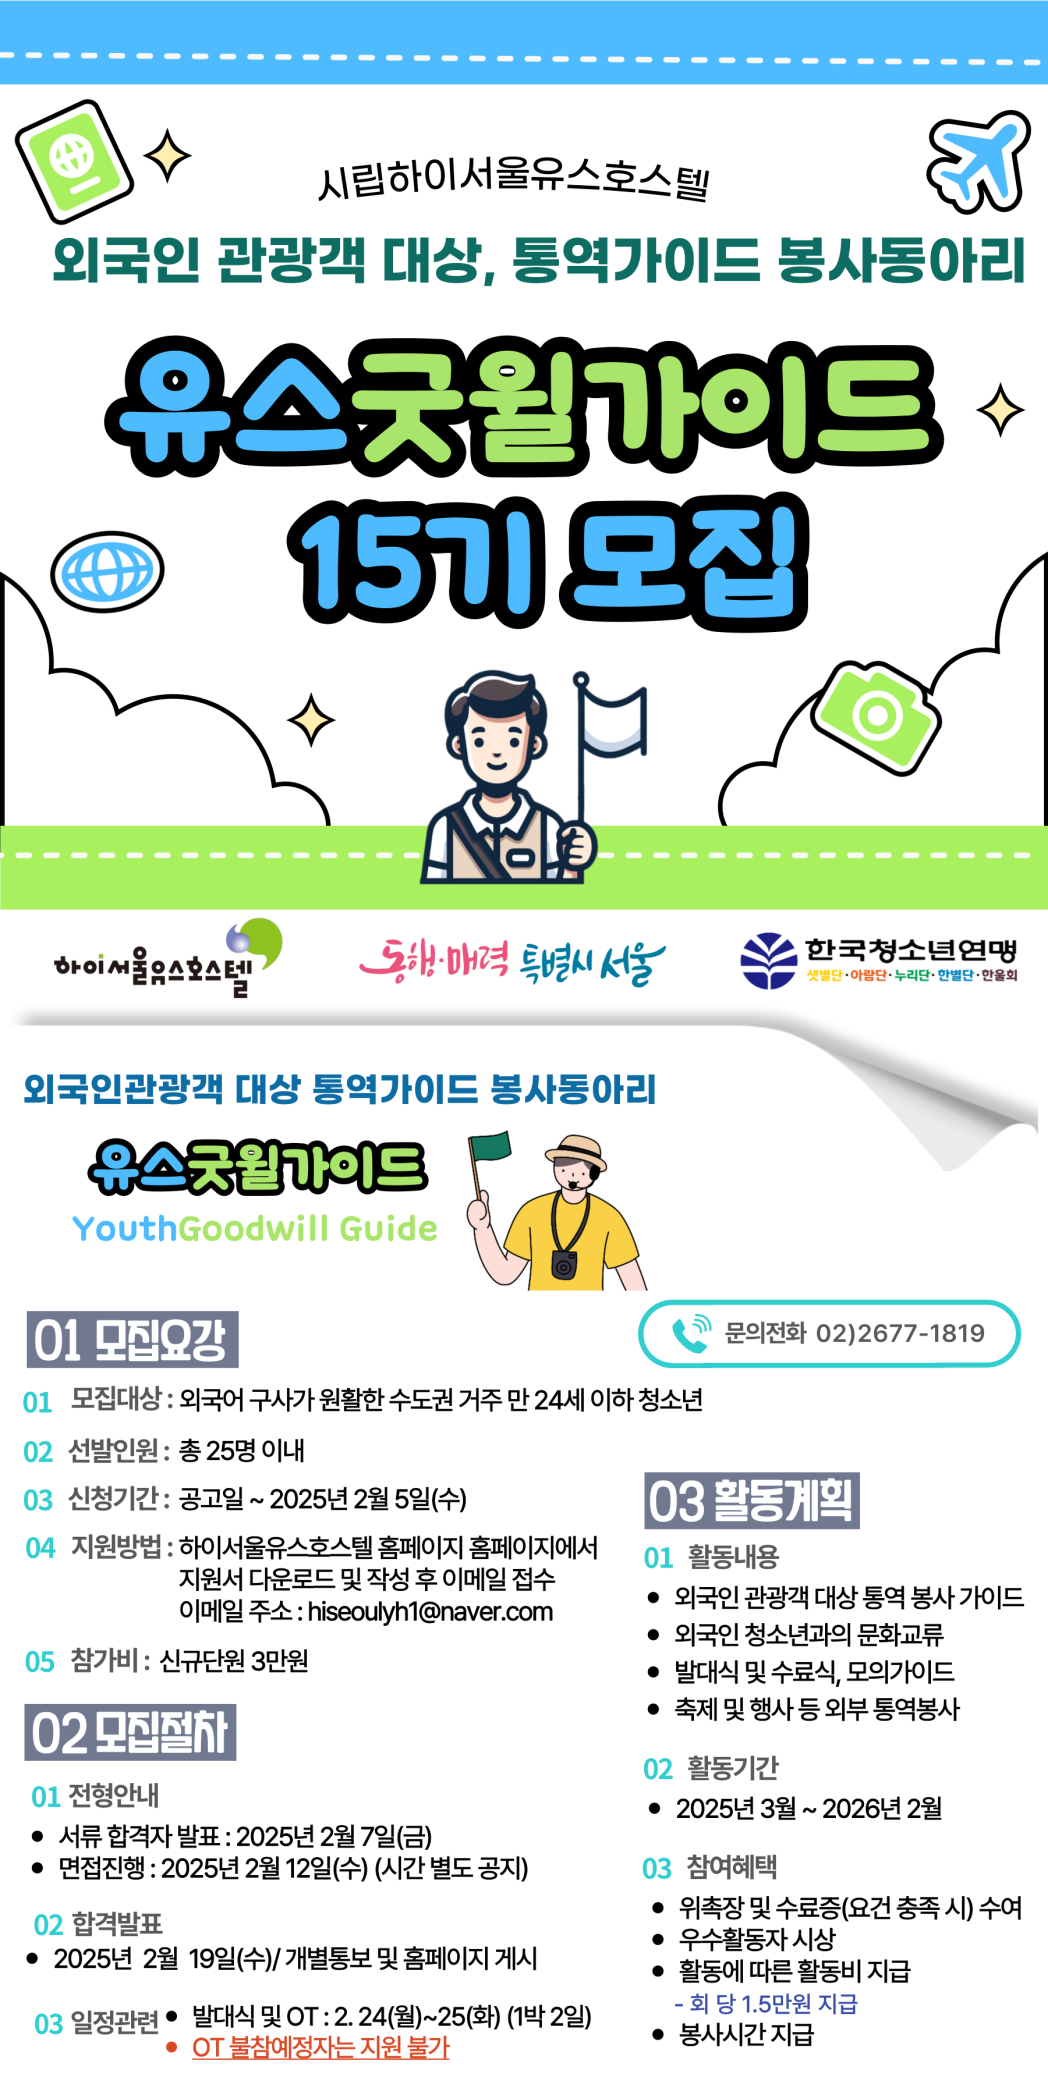 시립하이서울유스호스텔
외국인 관광객 대상, 통역가이드 봉사동아리
유스굿윌가이드
15기 모집
하이서울유스호스텔
동행·매력 특별시 서울
한국청소년연맹
샛별단·아람단·누리단·한별단·한울회
외국인관광객 대상 통역가이드 봉사동아리
유스굿윌가이드
YouthGoodwill Guide
문의전화 02)2677-1819
01 모집요강
01 모집대상 : 외국어 구사가 원활한 수도권 거주 만 24세 이하 청소년
02 선발인원 : 총 25명 이내
03 신청기간 : 공고일 ~ 2025년 2월 5일(수)
04 지원방법 : 하이서울유스호스텔 홈페이지 홈페이지에서
지원서 다운로드 및 작성 후 이메일 접수
이메일 주소 : hiseoulyh1@naver.com
05 참가비 : 신규단원 3만원
02 모집절차
01 전형안내
• 서류 합격자 발표 : 2025년 2월 7일(금)
• 면접진행 : 2025년 2월 12일(수) (시간 별도 공지)
02 합격발표
• 2025년 2월 19일(수)/ 개별통보 및 홈페이지 게시
03 일정관련 • 발대식 및 OT : 2. 24(월)~25(화) (1박 2일)
• OT 불참예정자는 지원 불가
03 활동계획
01 활동내용
• 외국인 관광객 대상 통역 봉사 가이드
• 외국인 청소년과의 문화교류
• 발대식 및 수료식, 모의가이드
• 축제 및 행사 등 외부 통역봉사
02 활동기간
• 2025년 3월 ~ 2026년 2월
03 참여혜택
• 위촉장 및 수료증(요건 충족 시) 수여
• 우수활동자 시상
• 활동에 따른 활동비 지급
- 회 당 1.5만원 지급
• 봉사시간 지급